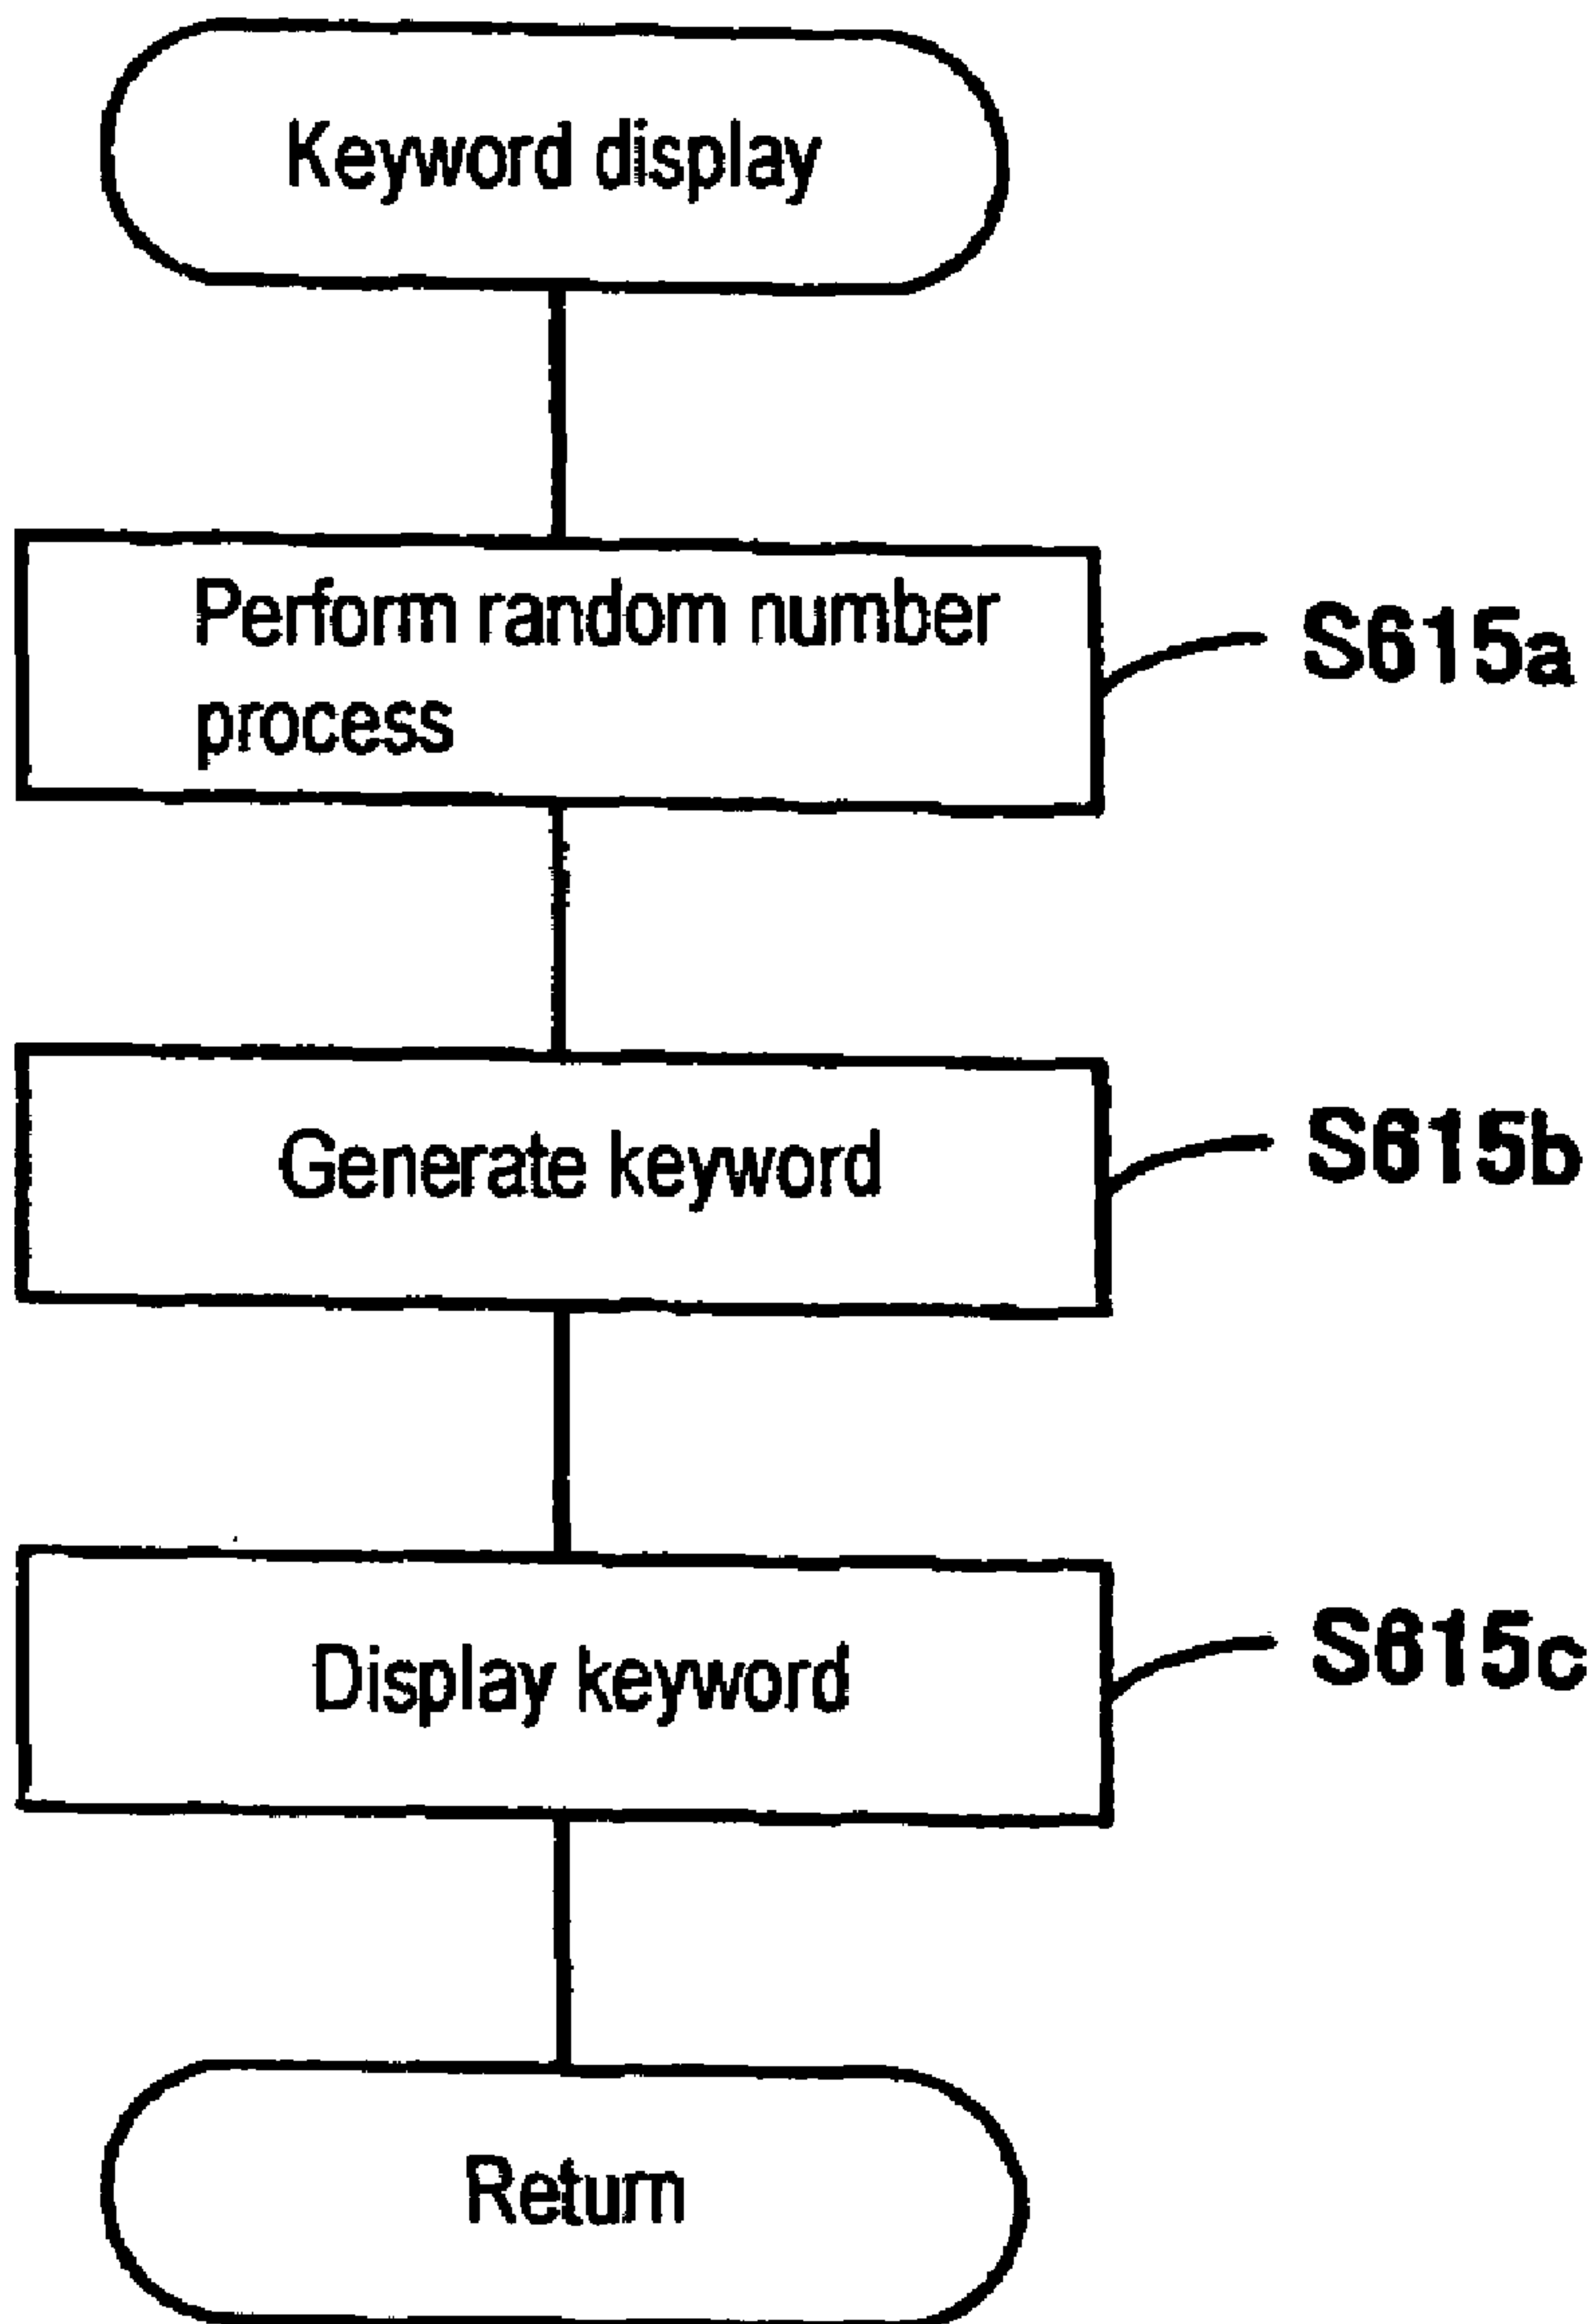 Keyword display
Perform random number
process
S615a
Generate keyword
S615b
Display keyword
S615c
Return